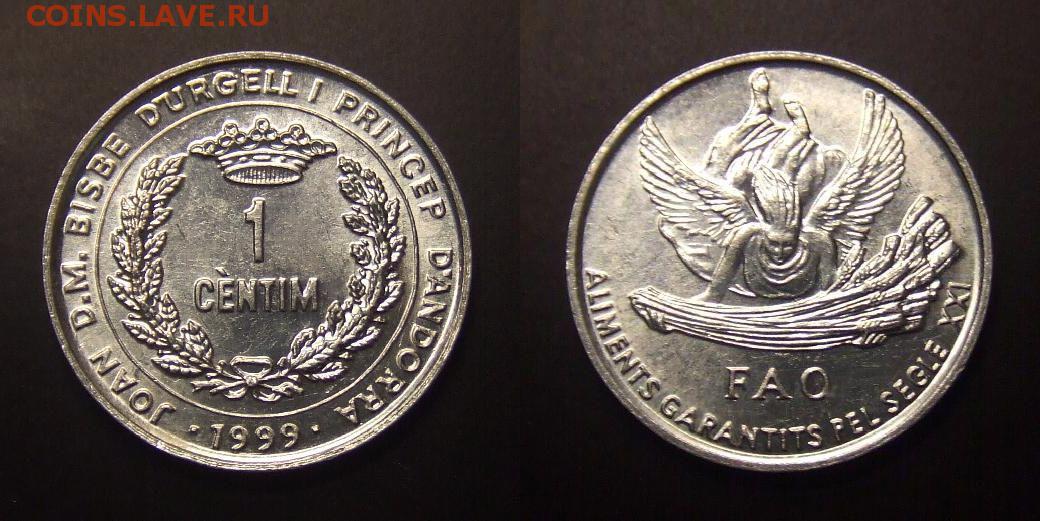 COINS.LAVE.RU
JOAN D.M. BISBE D'URGELL I PRINCEP D'ANDORRA
1
CÈNTIM
· 1999 ·
FAO
ALIMENTS GARANTITS PEL SEGLE XXI